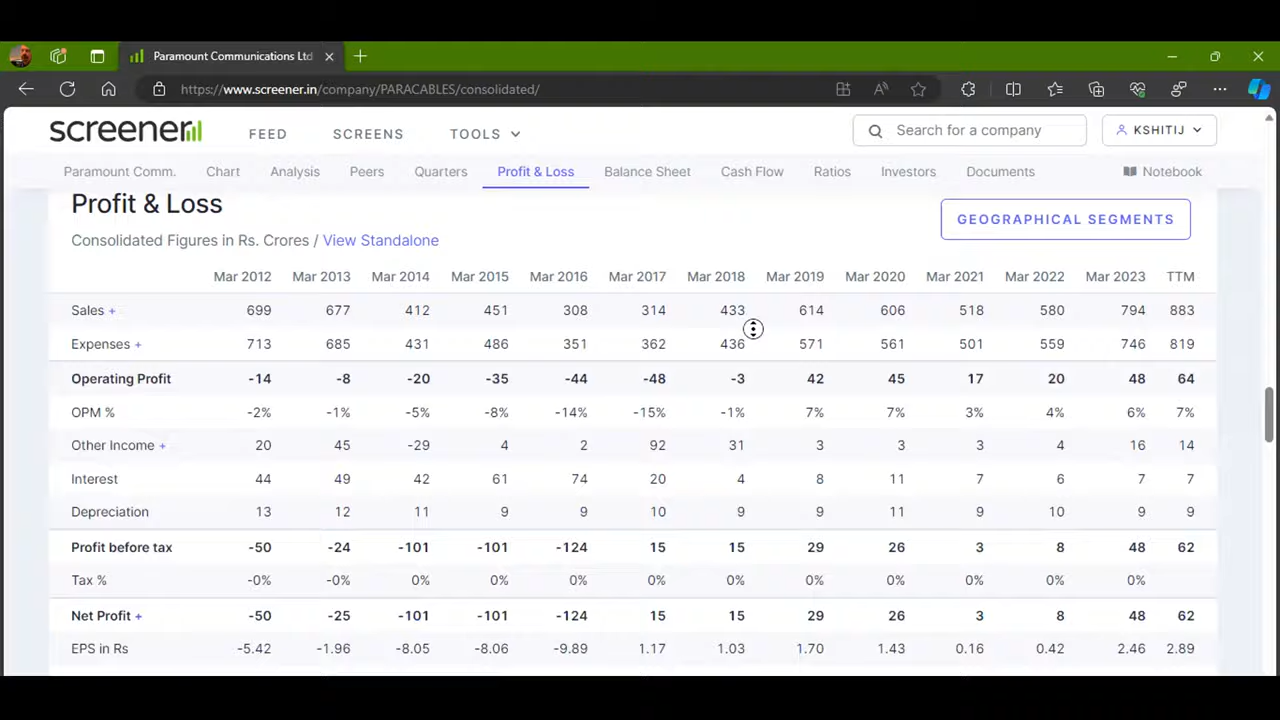 Paramount Communications Ltd
https://www.screener.in/company/PARACABLES/consolidated/
screener FEED SCREENS TOOLS Search for a company KSHITIJ
Paramount Comm. Chart Analysis Peers Quarters Profit & Loss Balance Sheet Cash Flow Ratios Investors Documents Notebook
Profit & Loss
GEOGRAPHICAL SEGMENTS
Consolidated Figures in Rs. Crores / View Standalone
Mar 2012 Mar 2013 Mar 2014 Mar 2015 Mar 2016 Mar 2017 Mar 2018 Mar 2019 Mar 2020 Mar 2021 Mar 2022 Mar 2023 TTM
Sales + 699 677 412 451 308 314 433 614 606 518 580 794 883
Expenses + 713 685 431 486 351 362 436 571 561 501 559 746 819
Operating Profit -14 -8 -20 -35 -44 -48 -3 42 45 17 20 48 64
OPM % -2% -1% -5% -8% -14% -15% -1% 7% 7% 3% 4% 6% 7%
Other Income + 20 45 -29 4 2 92 31 3 3 3 4 16 14
Interest 44 49 42 61 74 20 4 8 11 7 6 7 7
Depreciation 13 12 11 9 9 10 9 9 11 9 10 9 9
Profit before tax -50 -24 -101 -101 -124 15 15 29 26 3 8 48 62
Tax % -0% -0% 0% 0% 0% 0% 0% 0% 0% 0% 0% 0%
Net Profit + -50 -25 -101 -101 -124 15 15 29 26 3 8 48 62
EPS in Rs -5.42 -1.96 -8.05 -8.06 -9.89 1.17 1.03 1.70 1.43 0.16 0.42 2.46 2.89